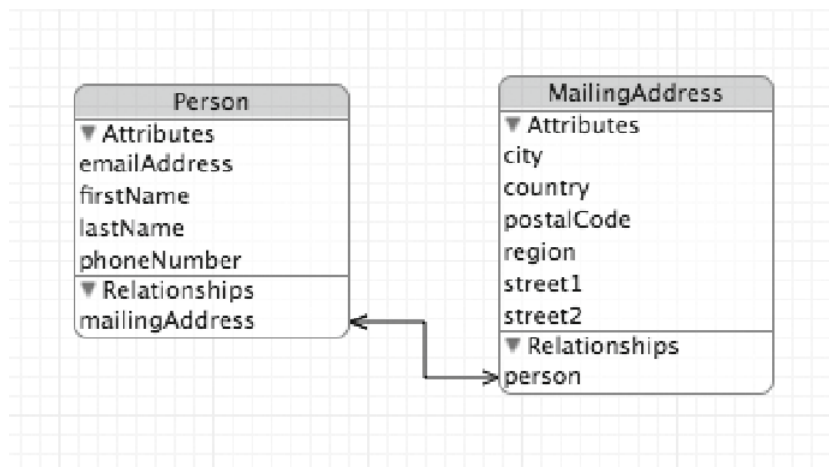 Person
Attributes
emailAddress
firstName
lastName
phoneNumber
Relationships
mailingAddress
MailingAddress
Attributes
city
country
postalCode
region
street1
street2
Relationships
person